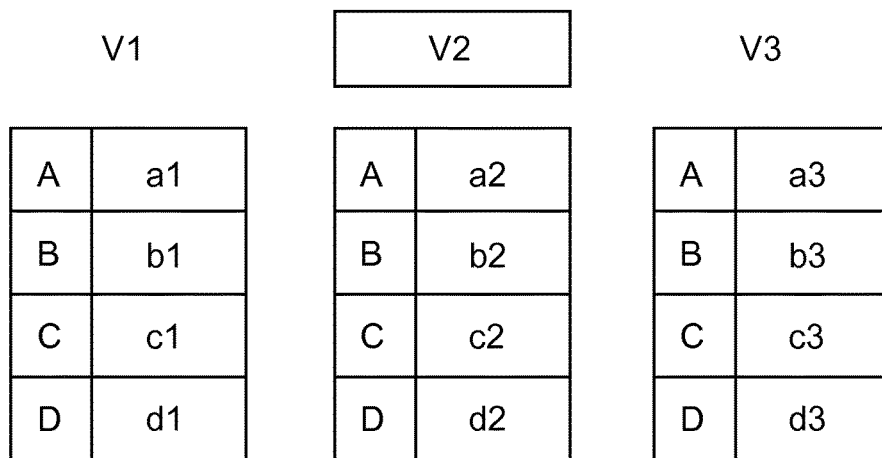 V1 V2 V3
A a1 A a2 A a3
B b1 B b2 B b3
C c1 C c2 C c3
D d1 D d2 D d3